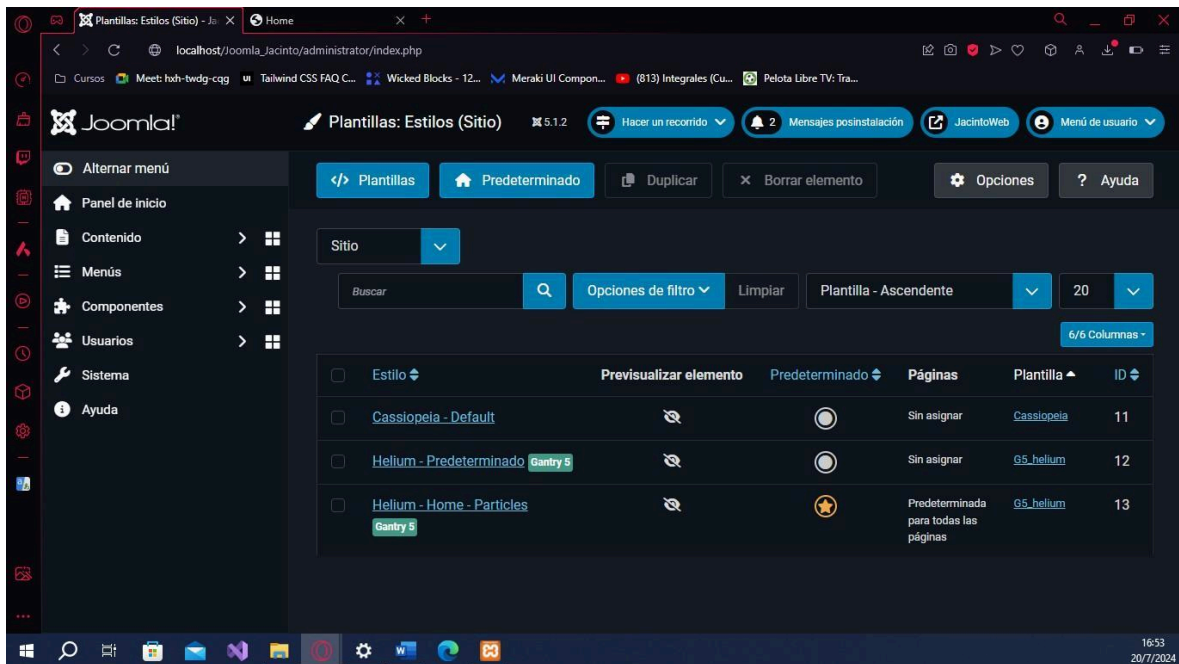 Plantillas: Estilos (Sitio) - Ja
Home
localhost/Joomla_Jacinto/administrator/index.php
Cursos
Meet: hxh-twdg-cqg
UI
Tailwind CSS FAQ C...
Wicked Blocks - 12...
Meraki UI Compon...
(813) Integrales (Cu...
Pelota Libre TV: Tra...
Joomla!
Plantillas: Estilos (Sitio)
5.1.2
Hacer un recorrido
2 Mensajes posinstalación
JacintoWeb
Menú de usuario
Alternar menú
Panel de inicio
Contenido
Menús
Componentes
Usuarios
Sistema
Ayuda
</> Plantillas
Predeterminado
Duplicar
Borrar elemento
Opciones
? Ayuda
Sitio
Buscar
Opciones de filtro
Limpiar
Plantilla - Ascendente
20
6/6 Columnas
Estilo
Previsualizar elemento
Predeterminado
Páginas
Plantilla
ID
Cassiopeia - Default
Sin asignar
Cassiopeia
11
Helium - Predeterminado Gantry 5
Sin asignar
G5_helium
12
Helium - Home - Particles
Gantry 5
Predeterminada
para todas las
páginas
G5_helium
13
16:53
20/7/2024